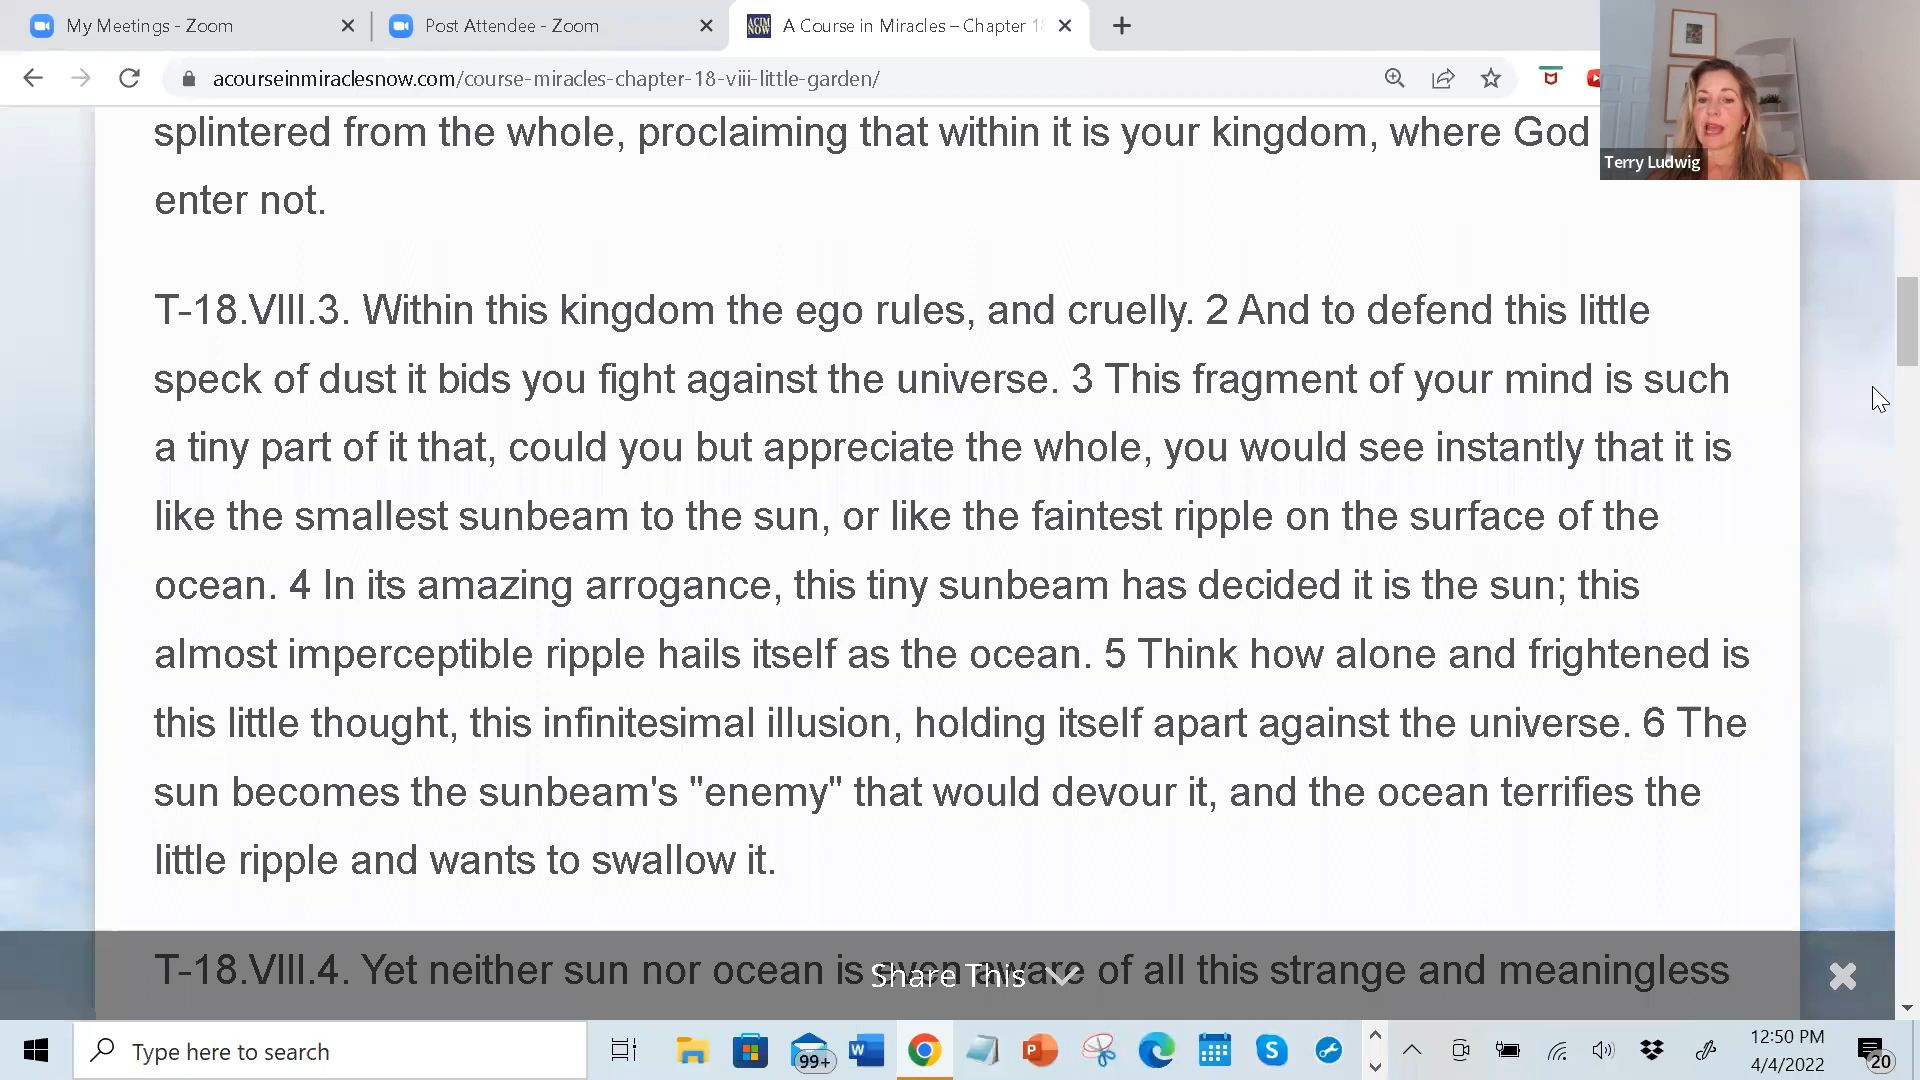 My Meetings - Zoom
Post Attendee - Zoom
ACIM NOW
A Course in Miracles – Chapter 18
acourseinmiraclesnow.com/course-miracles-chapter-18-viii-little-garden/
Terry Ludwig
splintered from the whole, proclaiming that within it is your kingdom, where God
enter not.
T-18.VIII.3. Within this kingdom the ego rules, and cruelly. 2 And to defend this little
speck of dust it bids you fight against the universe. 3 This fragment of your mind is such
a tiny part of it that, could you but appreciate the whole, you would see instantly that it is
like the smallest sunbeam to the sun, or like the faintest ripple on the surface of the
ocean. 4 In its amazing arrogance, this tiny sunbeam has decided it is the sun; this
almost imperceptible ripple hails itself as the ocean. 5 Think how alone and frightened is
this little thought, this infinitesimal illusion, holding itself apart against the universe. 6 The
sun becomes the sunbeam's "enemy" that would devour it, and the ocean terrifies the
little ripple and wants to swallow it.
T-18.VIII.4. Yet neither sun nor ocean is even aware of all this strange and meaningless
Share This
Type here to search
99+
12:50 PM
4/4/2022
20